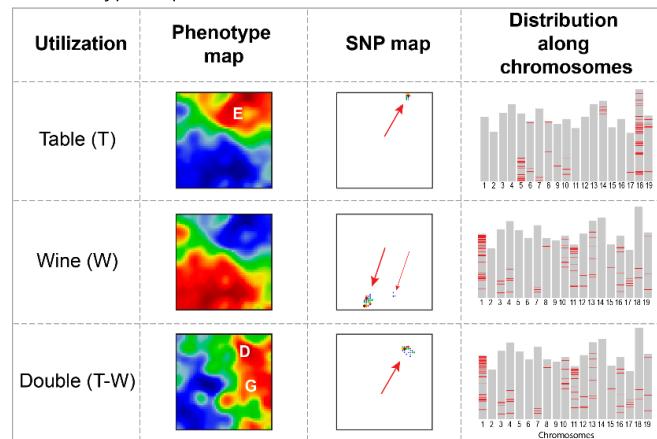 Utilization
Phenotype
map
SNP map
Distribution
along
chromosomes
Table (T)
E
1 2 3 4 5 6 7 8 9 10 11 12 13 14 15 16 17 18 19
Wine (W)
1 2 3 4 5 6 7 8 9 10 11 12 13 14 15 16 17 18 19
Double (T-W)
D
G
1 2 3 4 5 6 7 8 9 10 11 12 13 14 15 16 17 18 19
Chromosomes